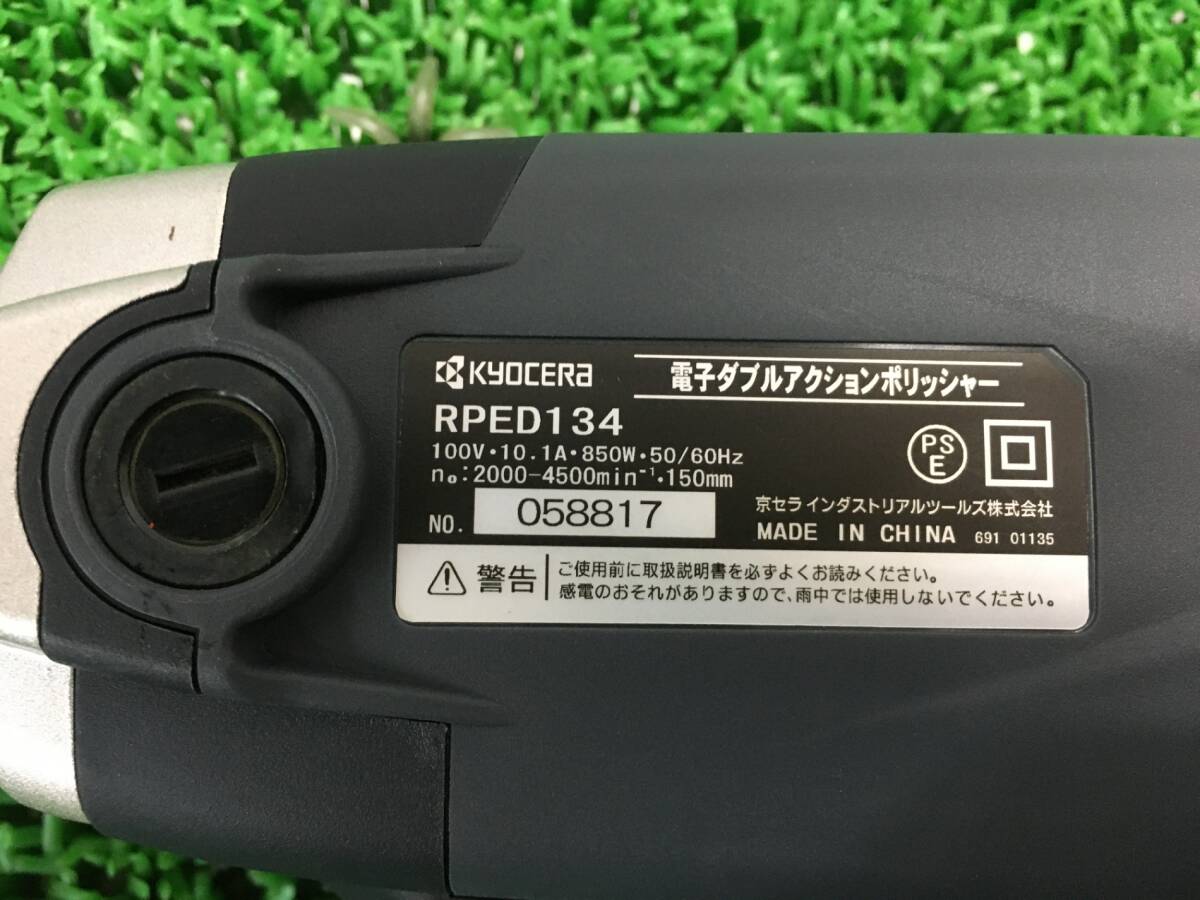 KYOCERA
電子ダブルアクションポリッシャー
RPED134
100V・10.1A・850W・50/60Hz
n₀:2000-4500min⁻¹・150mm
NO. 058817
PS
E
京セラ インダストリアルツールズ株式会社
MADE IN CHINA 691 01135
警告
ご使用前に取扱説明書を必ずよくお読みください。
感電のおそれがありますので、雨中では使用しないでください。